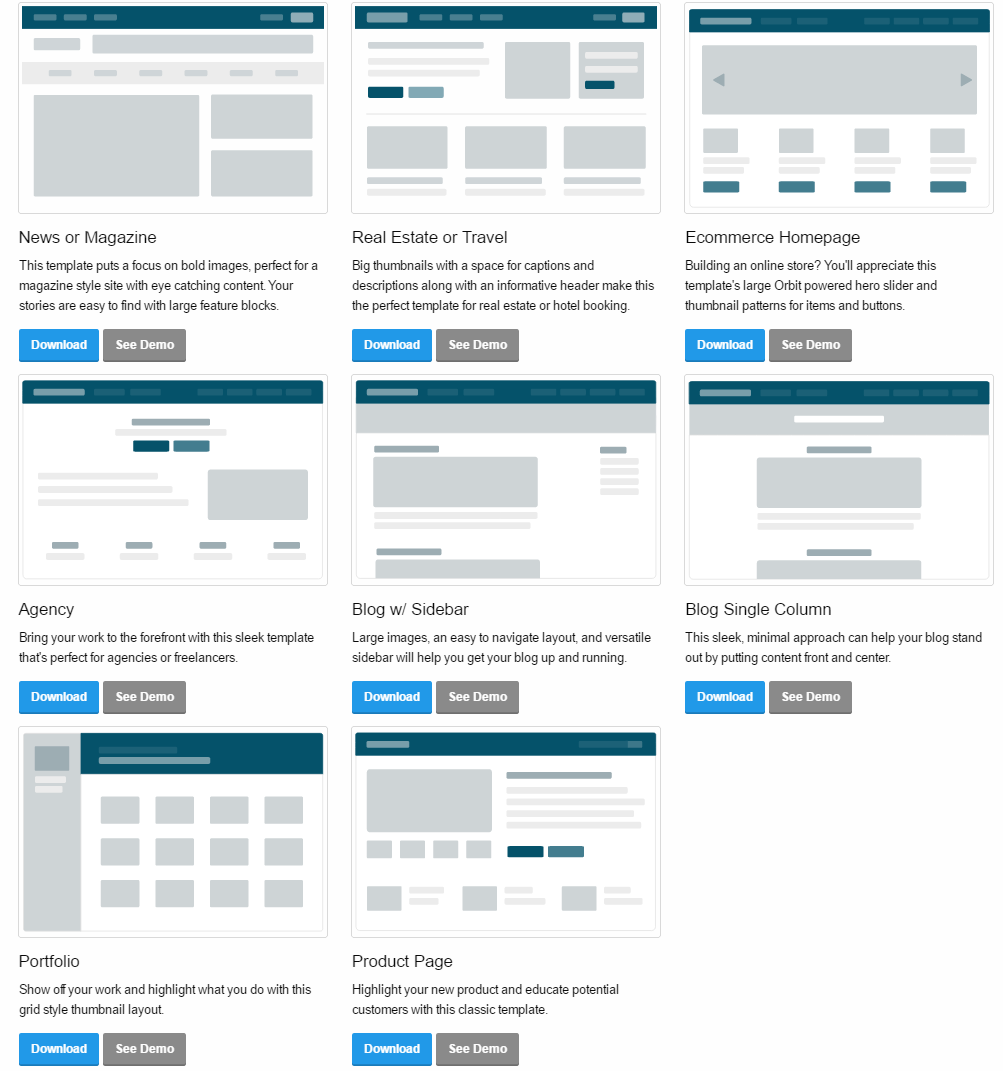 News or Magazine
This template puts a focus on bold images, perfect for a
magazine style site with eye catching content. Your
stories are easy to find with large feature blocks.
Download
See Demo
Real Estate or Travel
Big thumbnails with a space for captions and
descriptions along with an informative header make this
the perfect template for real estate or hotel booking.
Download
See Demo
Ecommerce Homepage
Building an online store? You'll appreciate this
template's large Orbit powered hero slider and
thumbnail patterns for items and buttons.
Download
See Demo
Agency
Bring your work to the forefront with this sleek template
that's perfect for agencies or freelancers.
Download
See Demo
Blog w/ Sidebar
Large images, an easy to navigate layout, and versatile
sidebar will help you get your blog up and running.
Download
See Demo
Blog Single Column
This sleek, minimal approach can help your blog stand
out by putting content front and center.
Download
See Demo
Portfolio
Show off your work and highlight what you do with this
grid style thumbnail layout.
Download
See Demo
Product Page
Highlight your new product and educate potential
customers with this classic template.
Download
See Demo